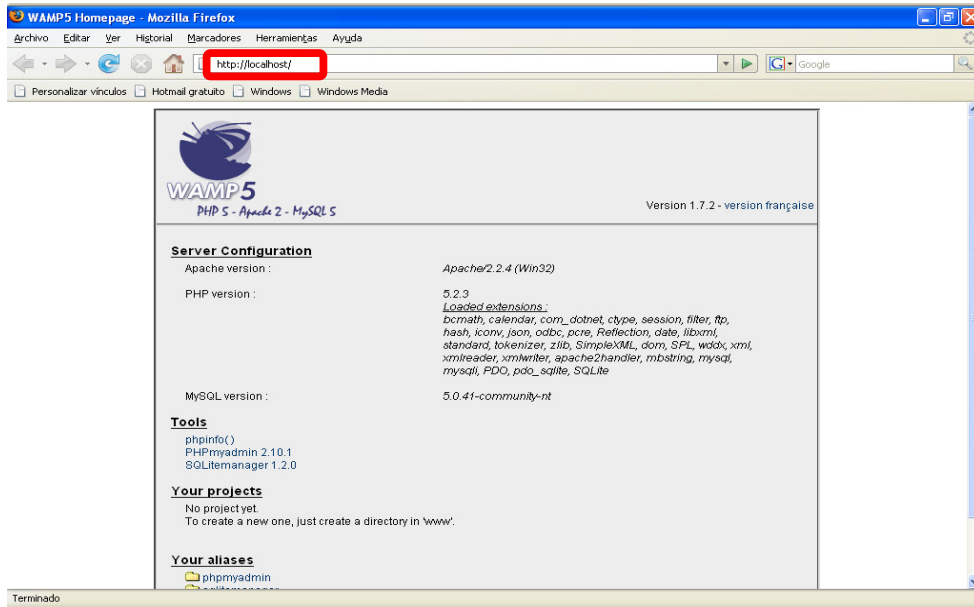 WAMP5 Homepage - Mozilla Firefox
Archivo Editar Ver Historial Marcadores Herramientas Ayuda
http://localhost/
Google
Personalizar vínculos Hotmail gratuito Windows Windows Media
WAMP5
PHP 5 - Apache 2 - MySQL 5
Version 1.7.2 - version française
Server Configuration
Apache version : Apache/2.2.4 (Win32)
PHP version : 5.2.3
Loaded extensions :
bcmath, calendar, com_dotnet, ctype, session, filter, ftp,
hash, iconv, json, odbc, pcre, Reflection, date, libxml,
standard, tokenizer, zlib, SimpleXML, dom, SPL, wddx, xml,
xmlreader, xmlwriter, apache2handler, mbstring, mysql,
mysqli, PDO, pdo_sqlite, SQLite
MySQL version : 5.0.41-community-nt
Tools
phpinfo()
PHPmyadmin 2.10.1
SQLitemanager 1.2.0
Your projects
No project yet.
To create a new one, just create a directory in 'www'.
Your aliases
phpmyadmin
Terminado